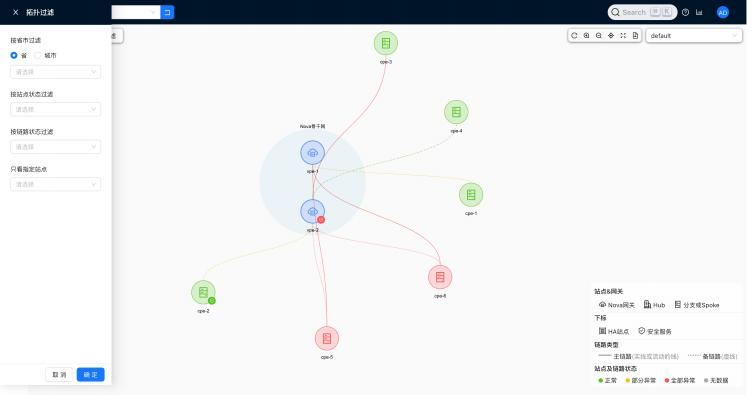 拓扑过滤
Search ⌘ K
AD
按省市过滤
省 城市
请选择
按站点状态过滤
请选择
按链路状态过滤
请选择
只看指定站点
请选择
取消 确定
default
cpe-3
cpe-4
Nova骨干网
cpe-1
cpe-1
cpe-2
cpe-6
cpe-5
站点&网关
Nova网关 Hub 分支或Spoke
下标
HA站点 安全服务
链路类型
主链路(实线或流动的线) 备链路(虚线)
站点及链路状态
正常 部分异常 全部异常 无数据